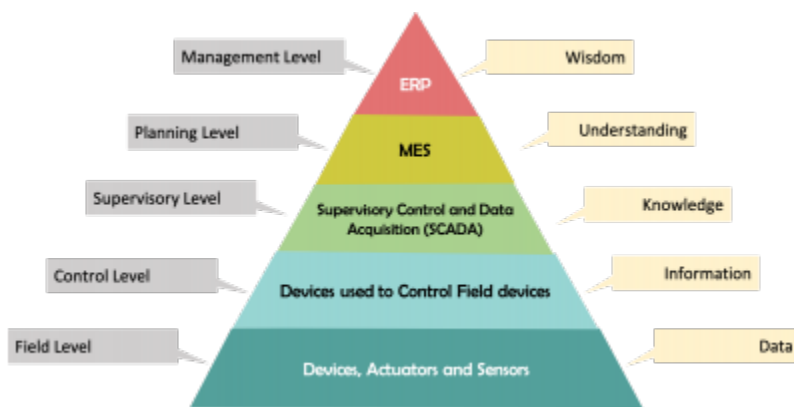 Management Level
Wisdom
ERP
Planning Level
Understanding
MES
Supervisory Level
Knowledge
Supervisory Control and Data
Acquisition (SCADA)
Control Level
Information
Devices used to Control Field devices
Field Level
Data
Devices, Actuators and Sensors